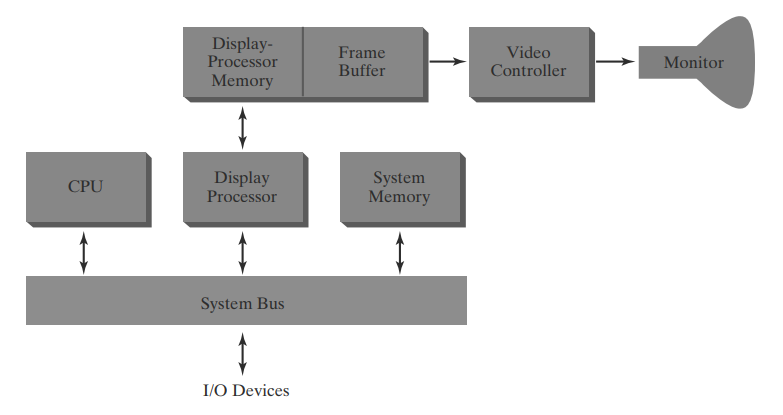 Display-
Processor
Memory
Frame
Buffer
Video
Controller
Monitor
CPU
Display
Processor
System
Memory
System Bus
I/O Devices